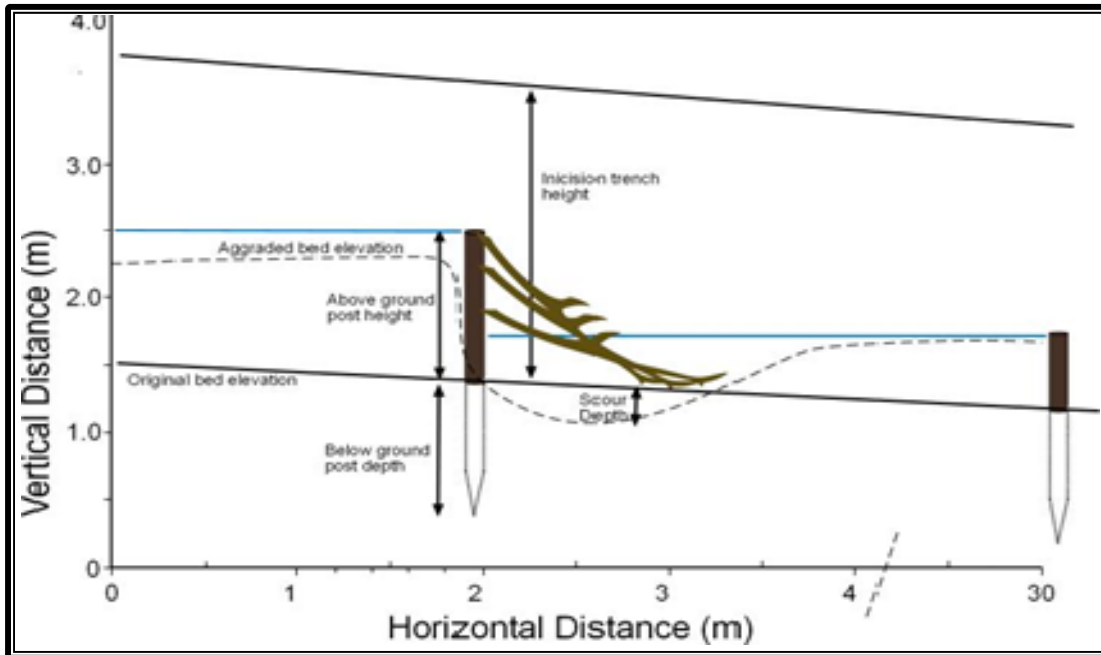 4.0
3.0
2.0
1.0
0
Vertical Distance (m)
Inicision trench
height
Aggraded bed elevation
Above ground
post height
Original bed elevation
Scour
Depth
Below ground
post depth
0
1
2
3
4
30
Horizontal Distance (m)